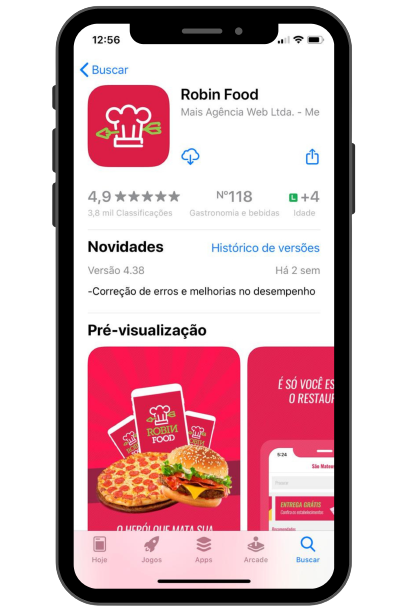 12:56
Buscar
Robin Food
Mais Agência Web Ltda. - Me
4,9 N°118 L +4
3,8 mil Classificações Gastronomia e bebidas Idade
Novidades Histórico de versões
Versão 4.38 Há 2 sem
-Correção de erros e melhorias no desempenho
Pré-visualização
ROBIN
FOOD
O HERÓI QUE MATA SUA
É SÓ VOCÊ ES
O RESTAUR
5:24
São Mateu
ENTREGA GRÁTIS
Hoje Jogos Apps Arcade Buscar